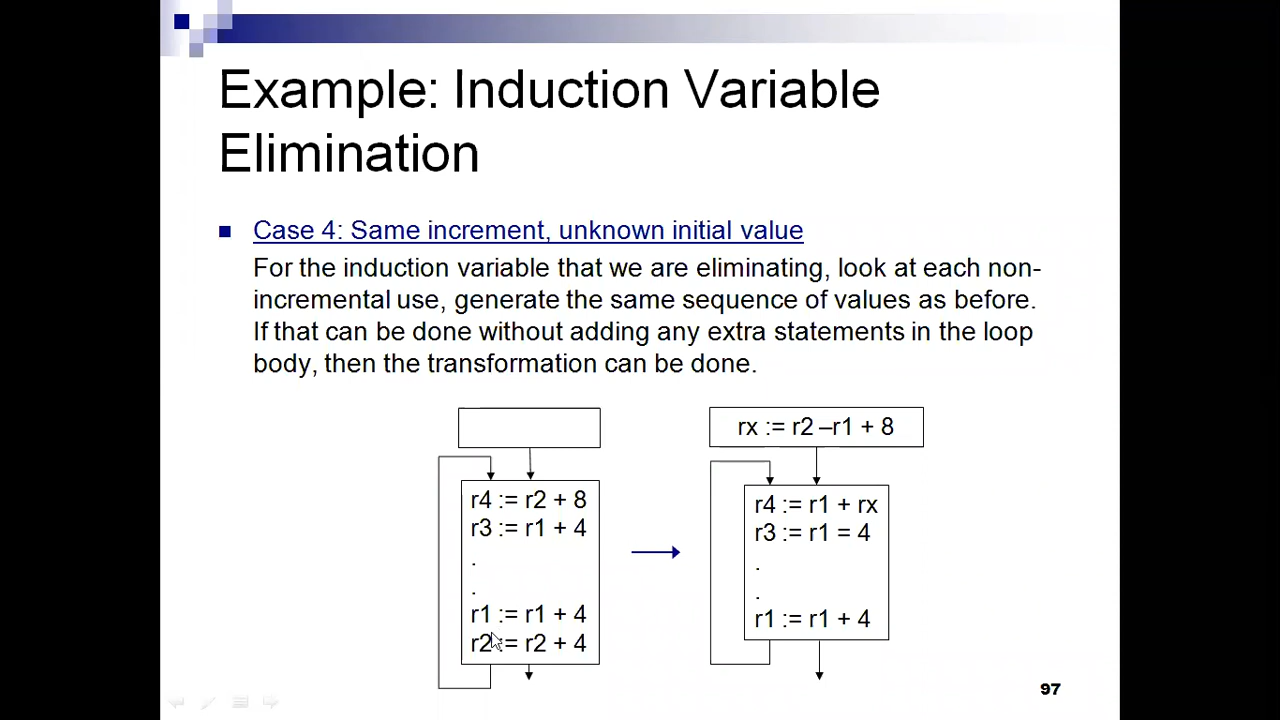 Example: Induction Variable
Elimination
Case 4: Same increment, unknown initial value
For the induction variable that we are eliminating, look at each non-
incremental use, generate the same sequence of values as before.
If that can be done without adding any extra statements in the loop
body, then the transformation can be done.
r4 := r2 + 8
r3 := r1 + 4
.
.
r1 := r1 + 4
r2 := r2 + 4
rx := r2 –r1 + 8
r4 := r1 + rx
r3 := r1 = 4
.
.
r1 := r1 + 4
97